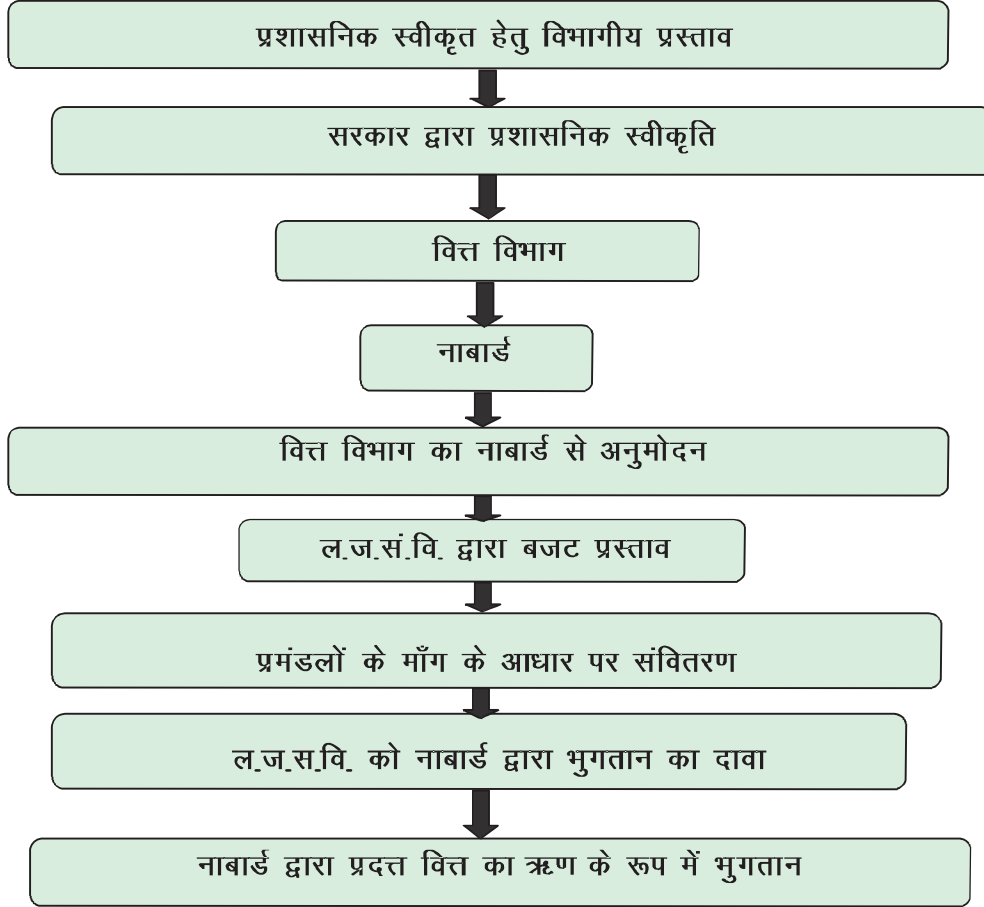 प्रशासनिक स्वीकृत हेतु विभागीय प्रस्ताव
सरकार द्वारा प्रशासनिक स्वीकृति
वित्त विभाग
नाबार्ड
वित्त विभाग का नाबार्ड से अनुमोदन
ल.ज.सं.वि. द्वारा बजट प्रस्ताव
प्रमंडलों के माँग के आधार पर संवितरण
ल.ज.स.वि. को नाबार्ड द्वारा भुगतान का दावा
नाबार्ड द्वारा प्रदत्त वित्त का ऋण के रूप में भुगतान